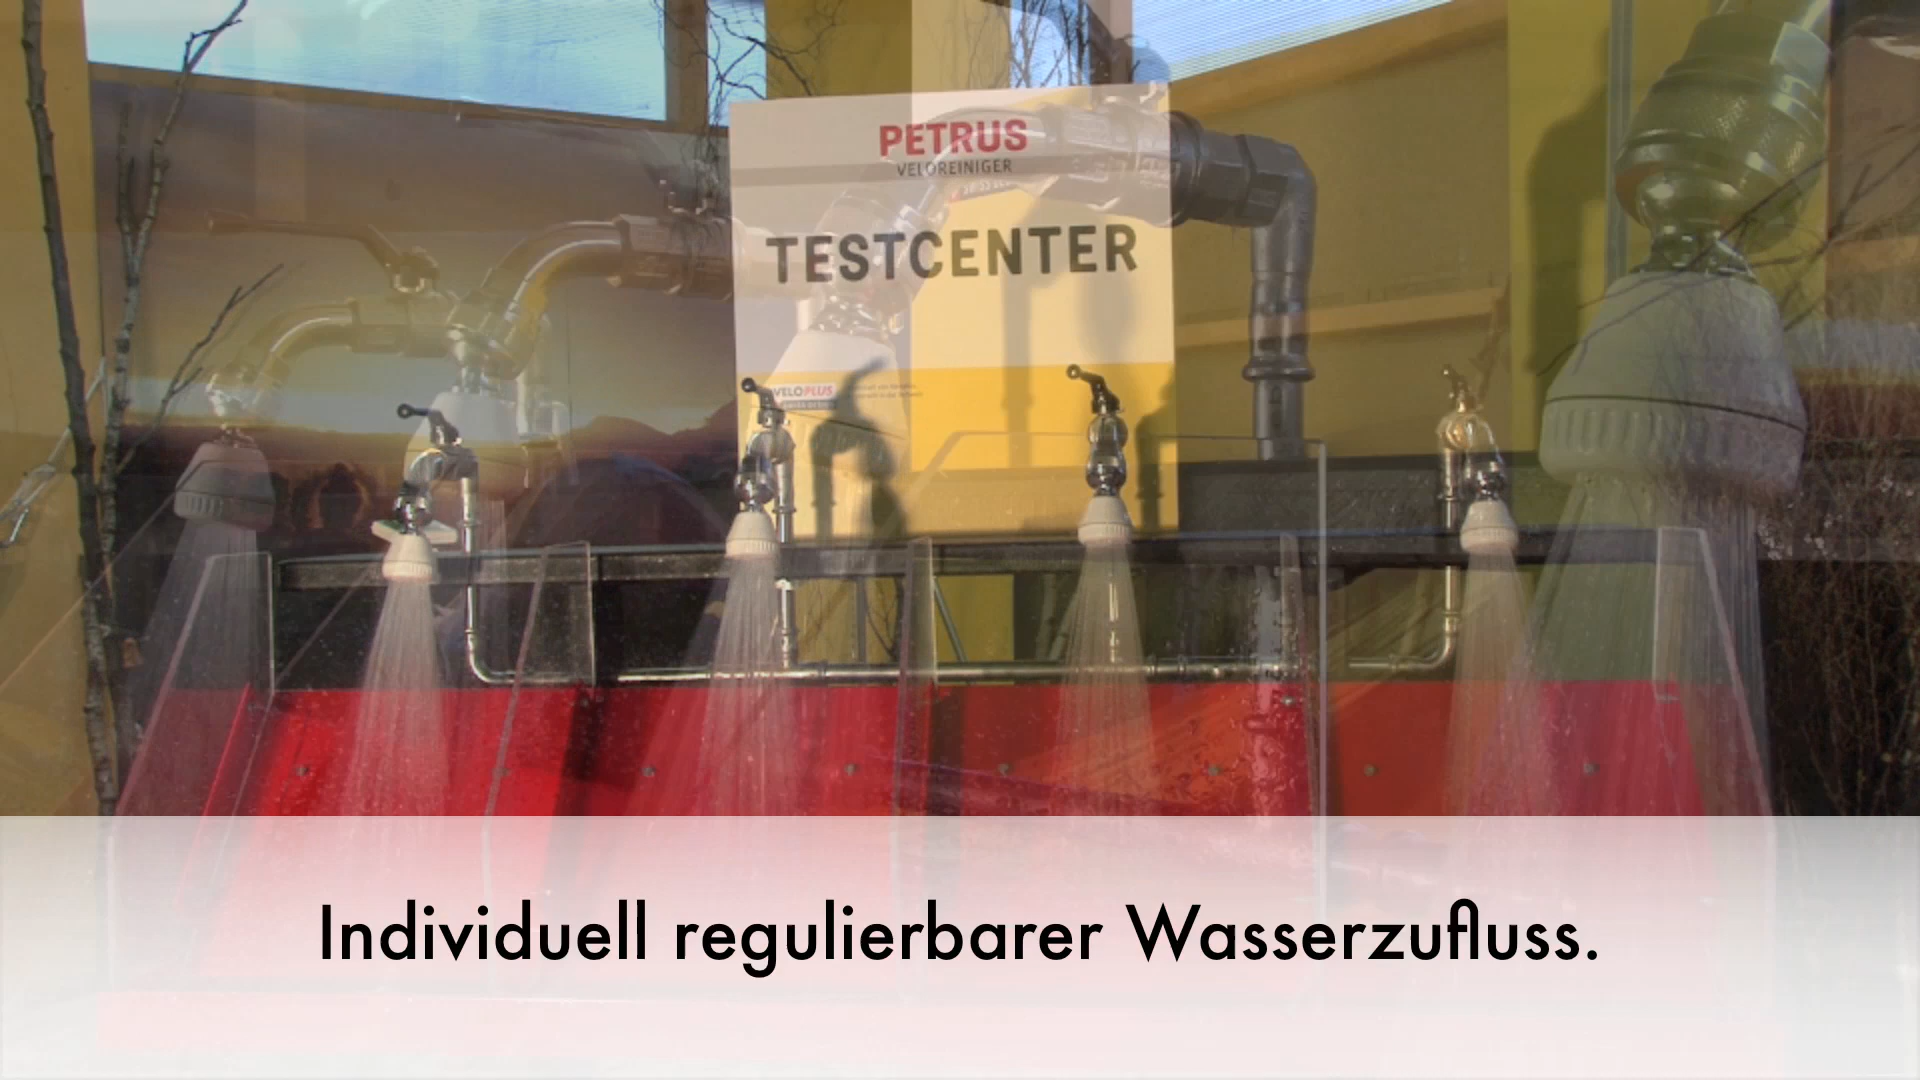 PETRUS
VELOREINIGER
TESTCENTER
VELOPLUS
Individuell regulierbarer Wasserzufluss.